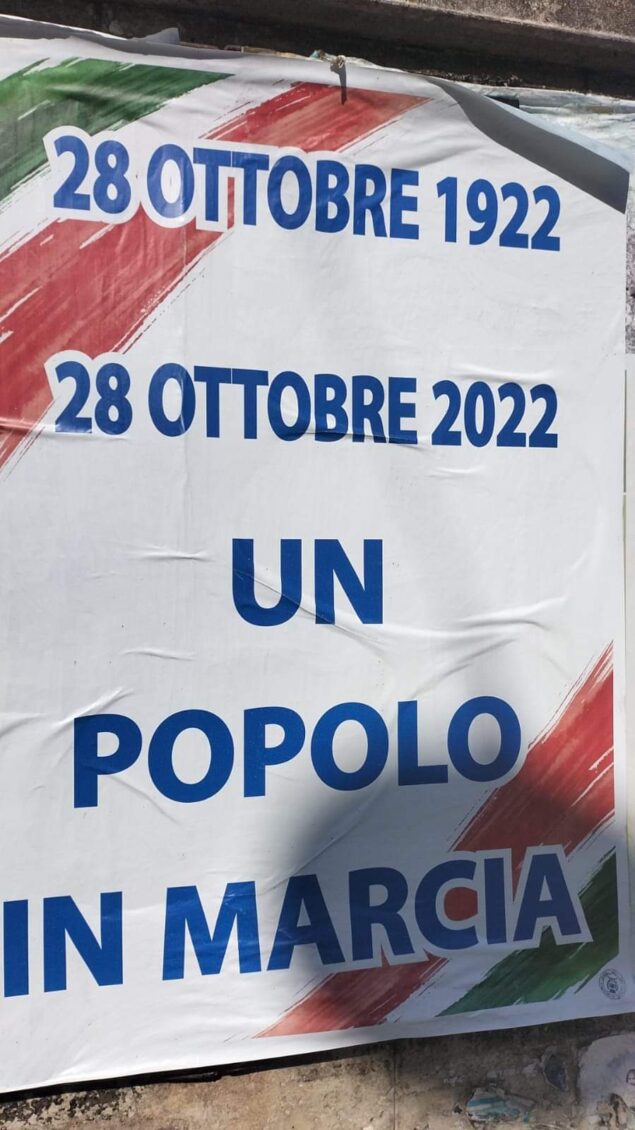 28 OTTOBRE 1922
28 OTTOBRE 2022
UN
POPOLO
IN MARCIA